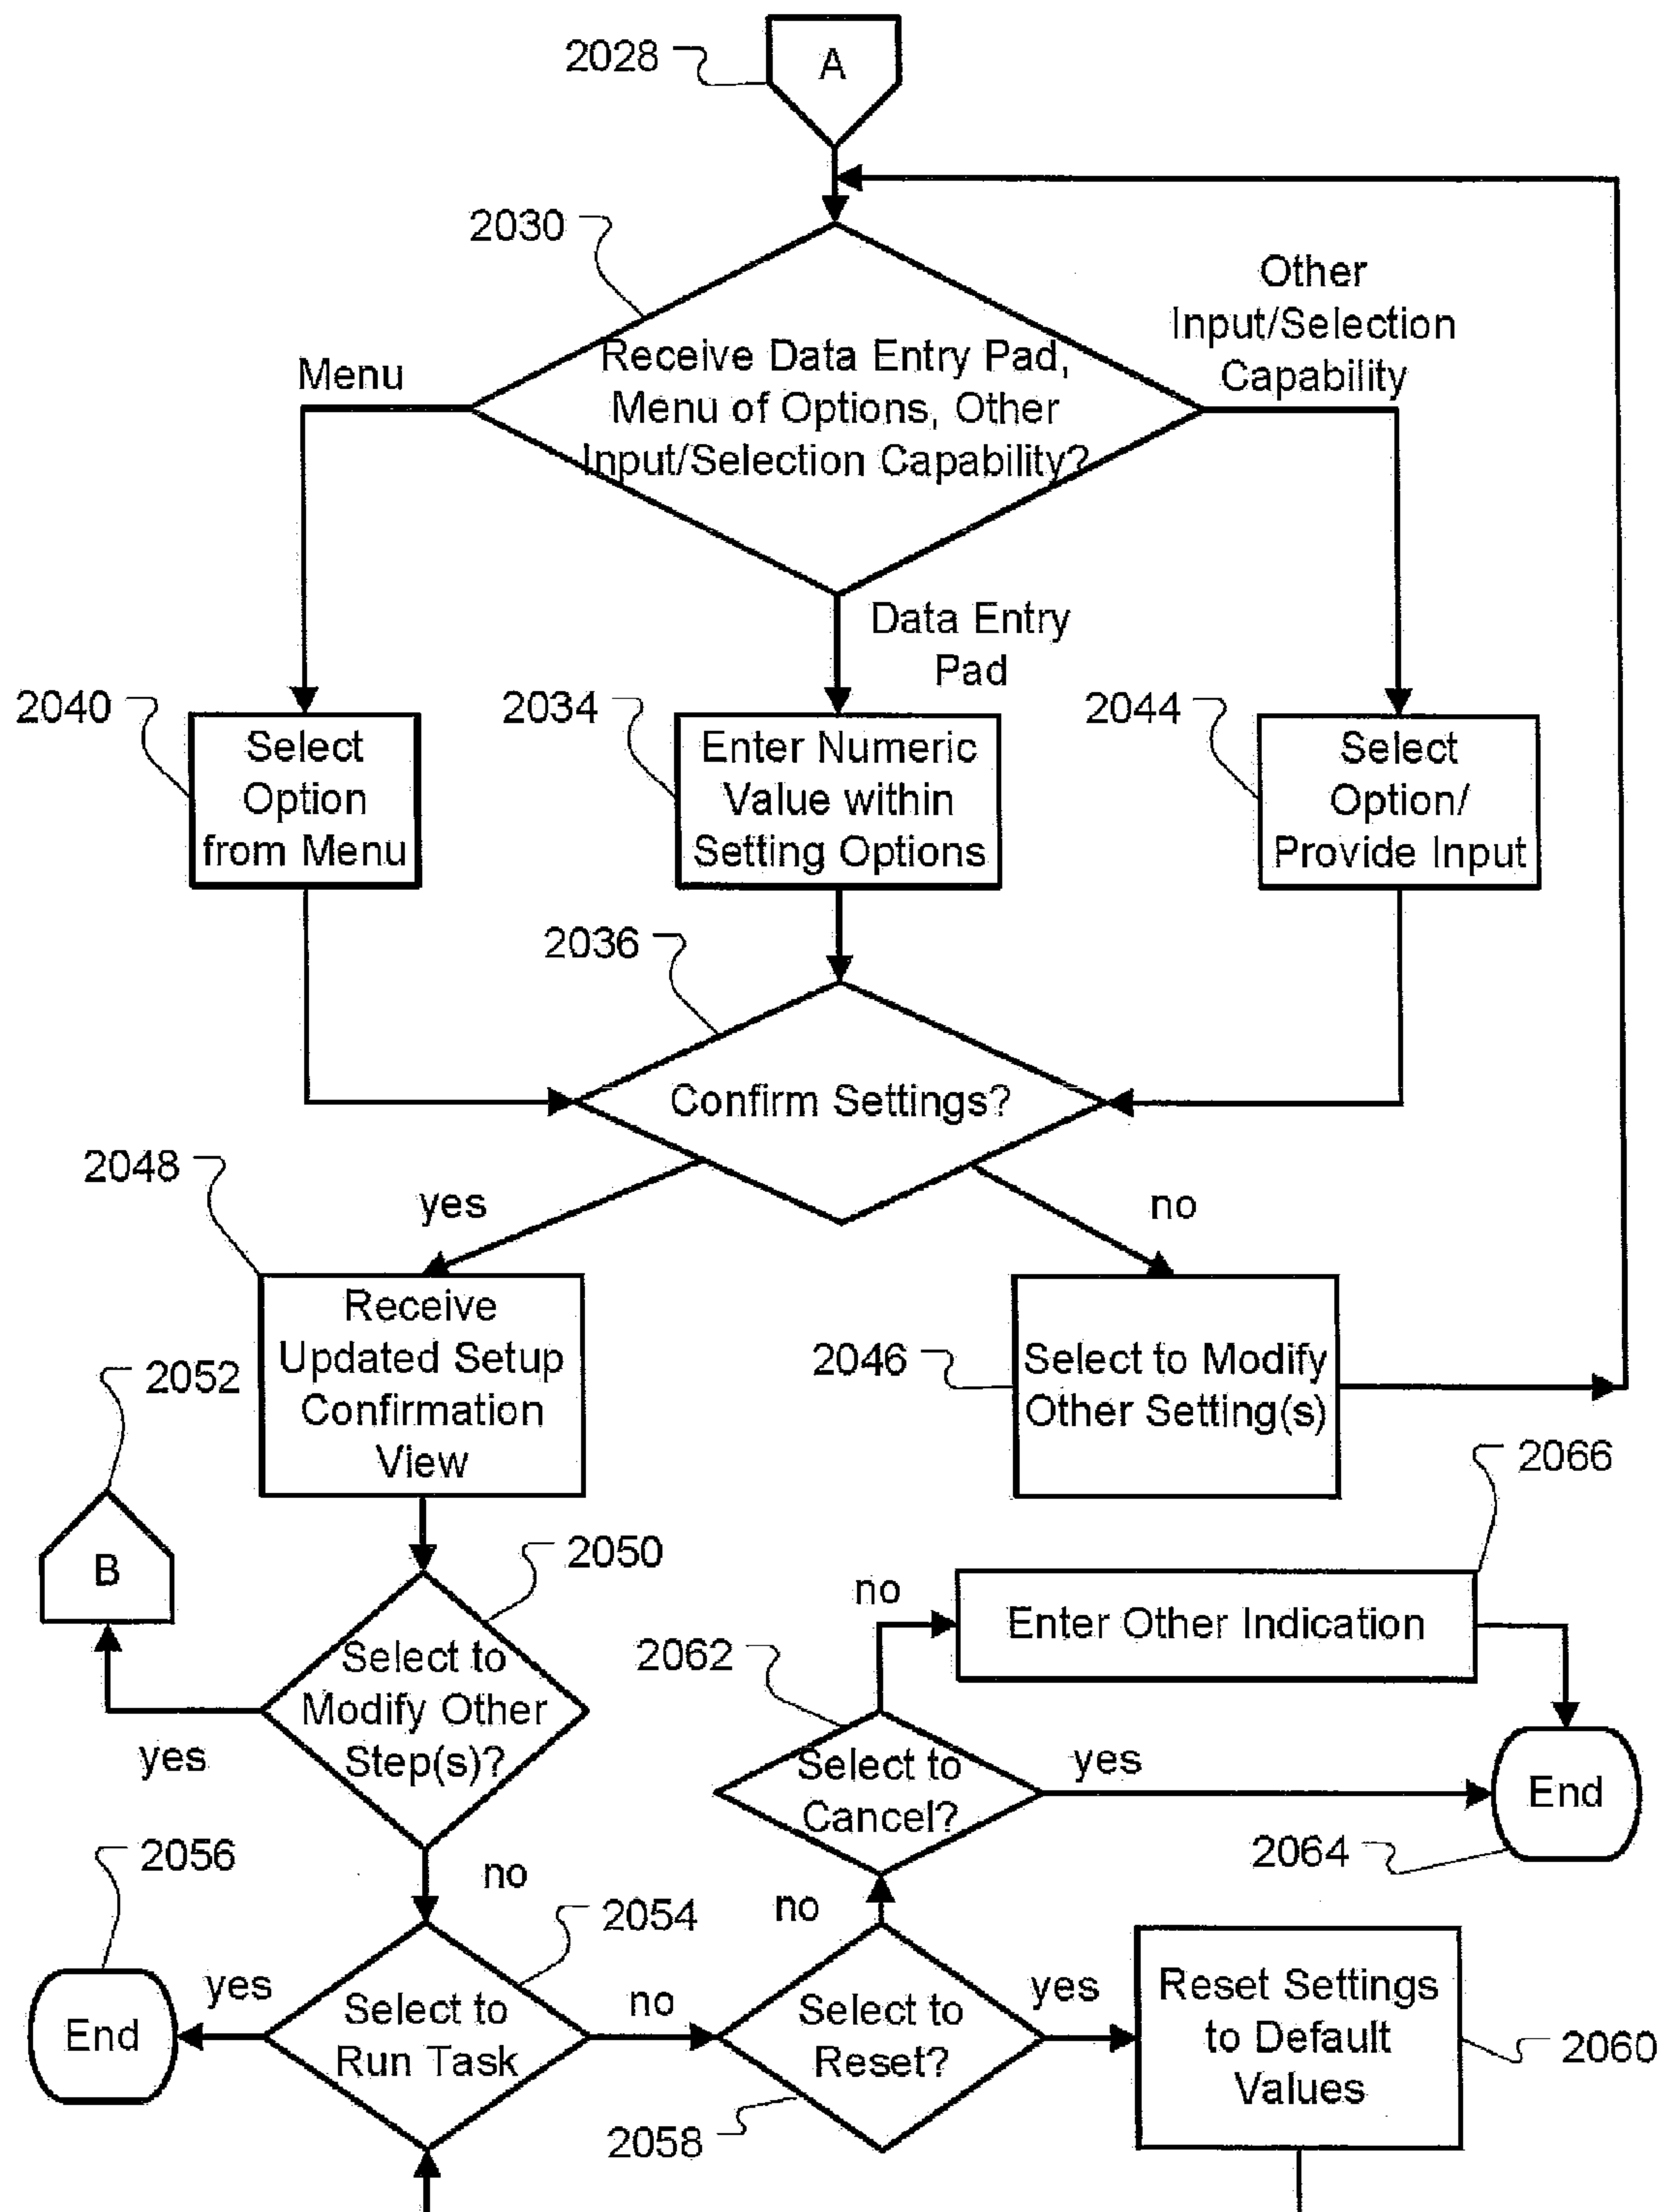 2028
A
2030
Other
Input/Selection
Capability
Menu
Receive Data Entry Pad,
Menu of Options, Other
Input/Selection Capability?
Data Entry
Pad
2040
2034
2044
Select
Option
from Menu
Enter Numeric
Value within
Setting Options
Select
Option/
Provide Input
2036
Confirm Settings?
2048
yes
no
Receive
Updated Setup
Confirmation
View
2046
Select to Modify
Other Setting(s)
2052
2066
B
2050
no
Enter Other Indication
Select to
Modify Other
Step(s)?
yes
2062
Select to
Cancel?
yes
End
2064
2056
no
2054
no
End
yes
Select to
Run Task
no
Select to
Reset?
yes
2058
Reset Settings
to Default
Values
2060